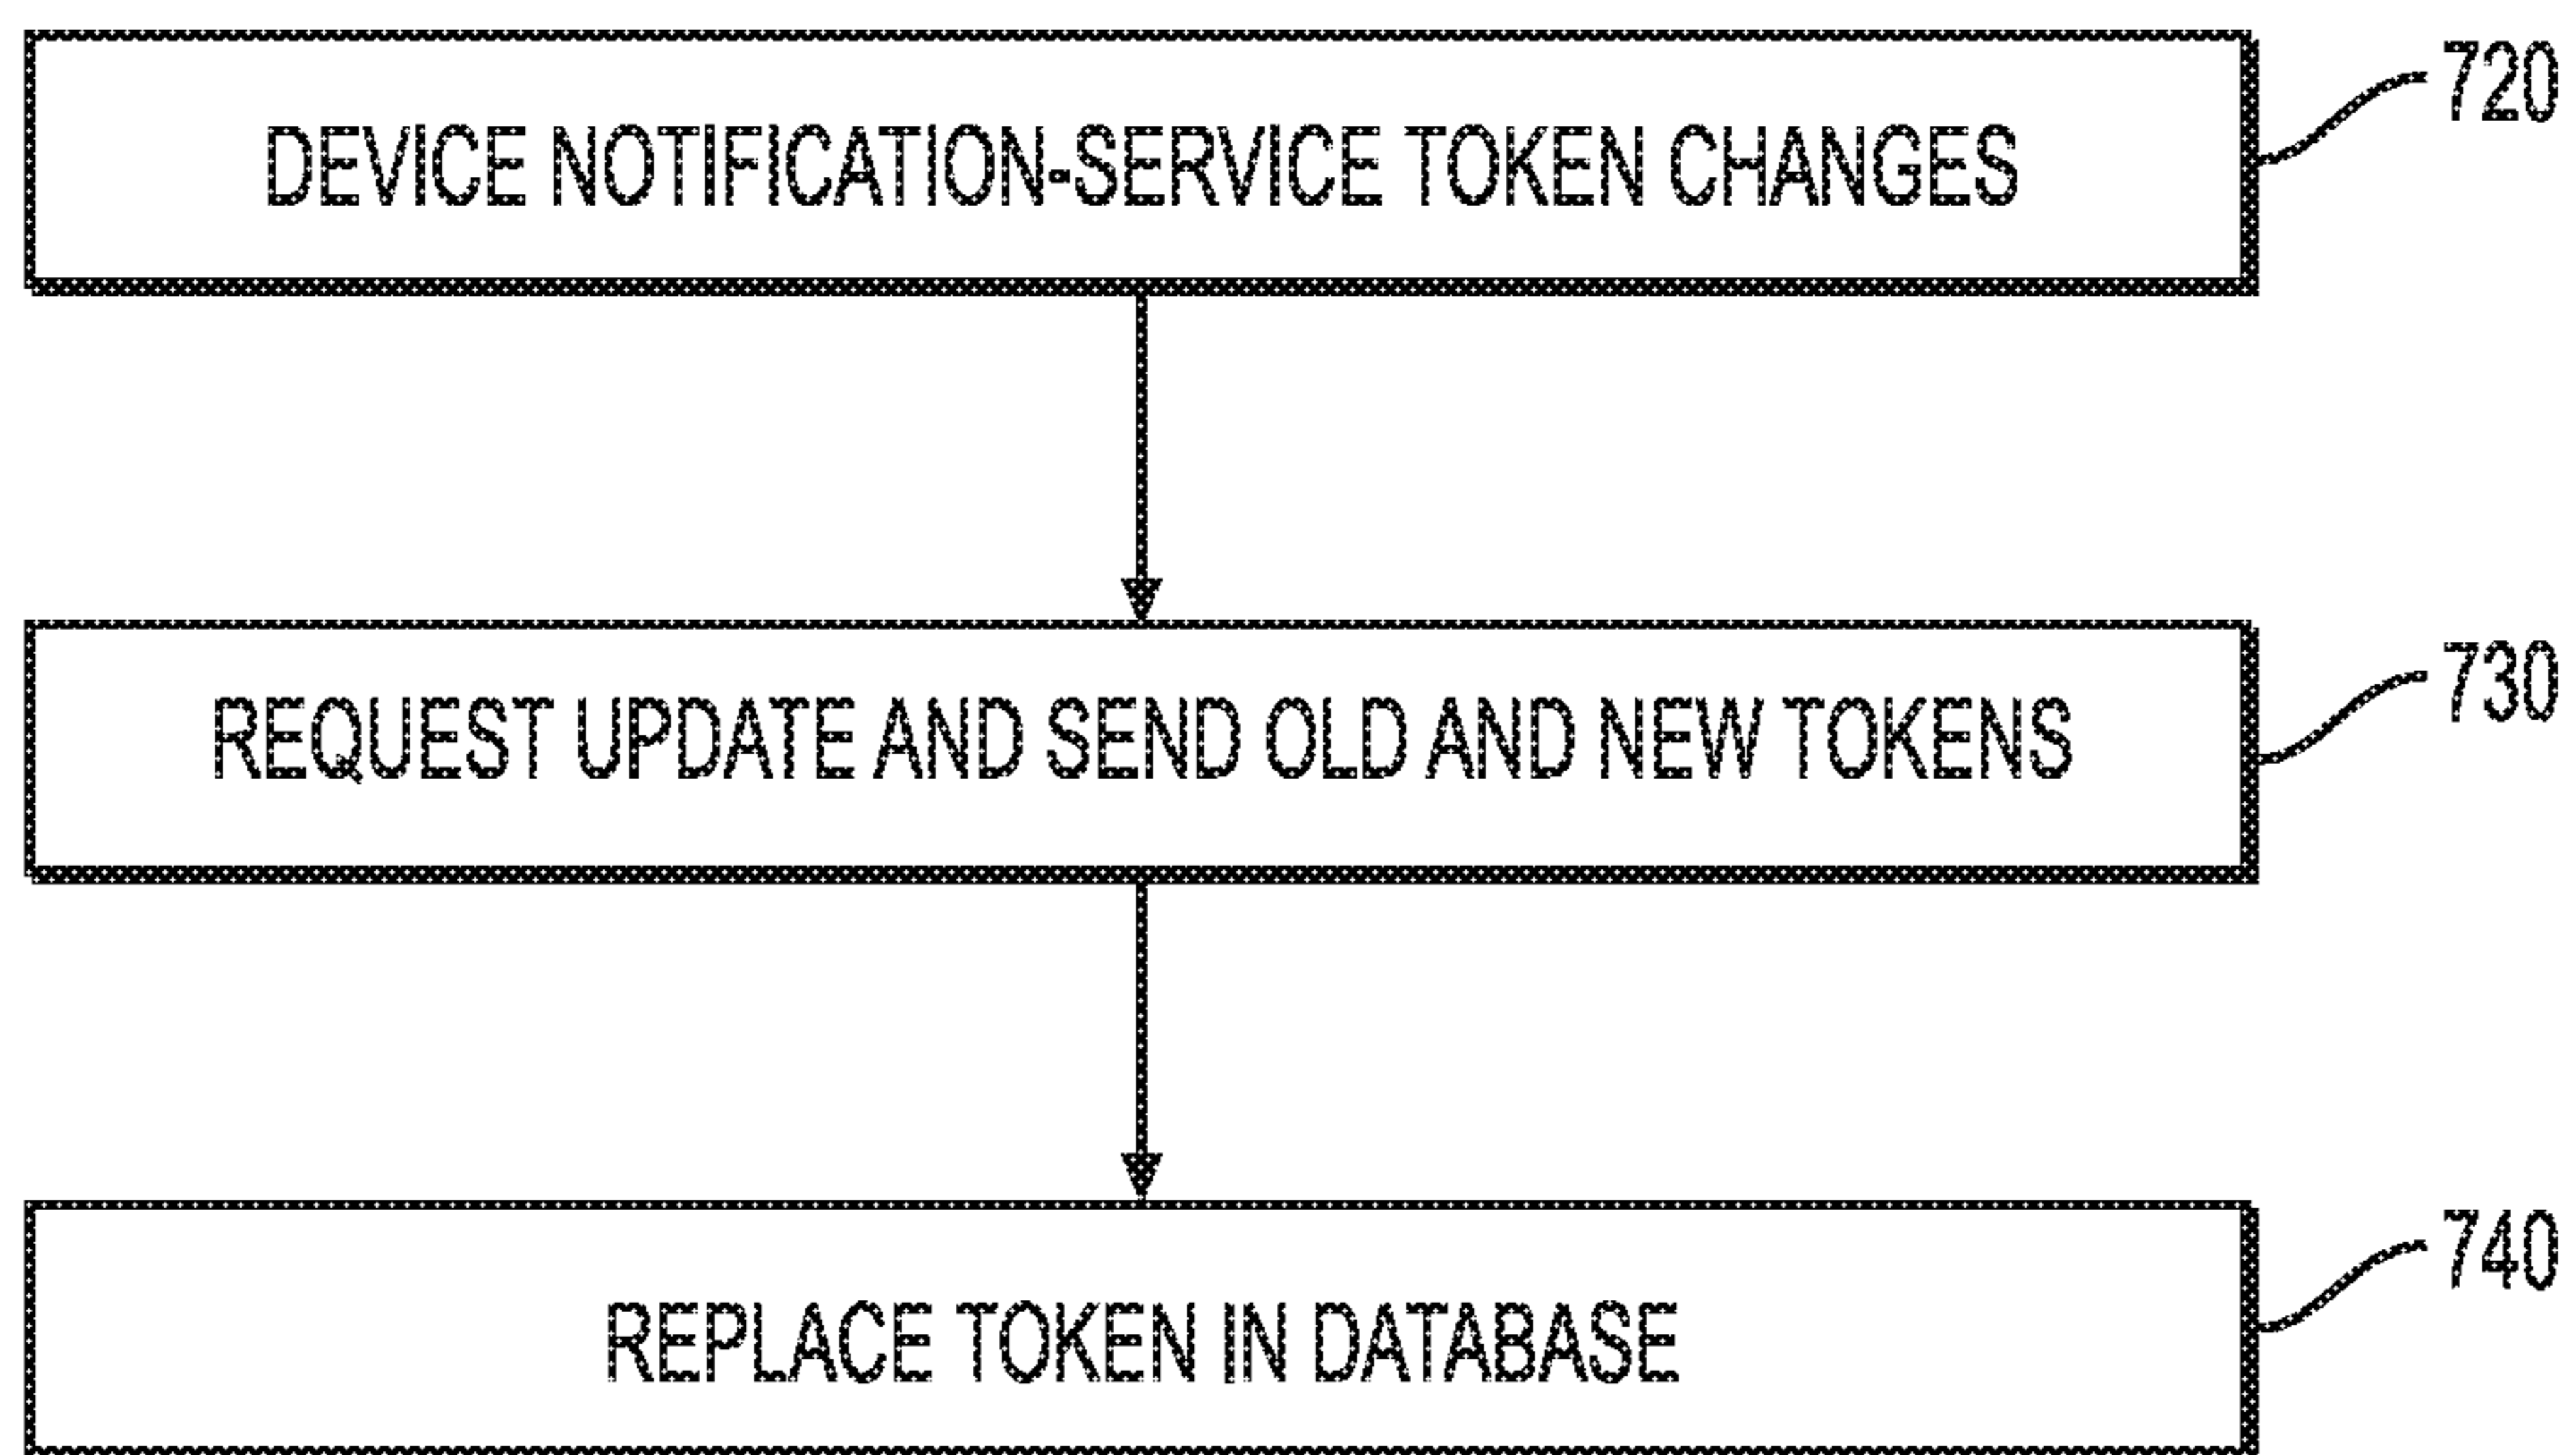 DEVICE NOTIFICATION-SERVICE TOKEN CHANGES
720
REQUEST UPDATE AND SEND OLD AND NEW TOKENS
730
REPLACE TOKEN IN DATABASE
740